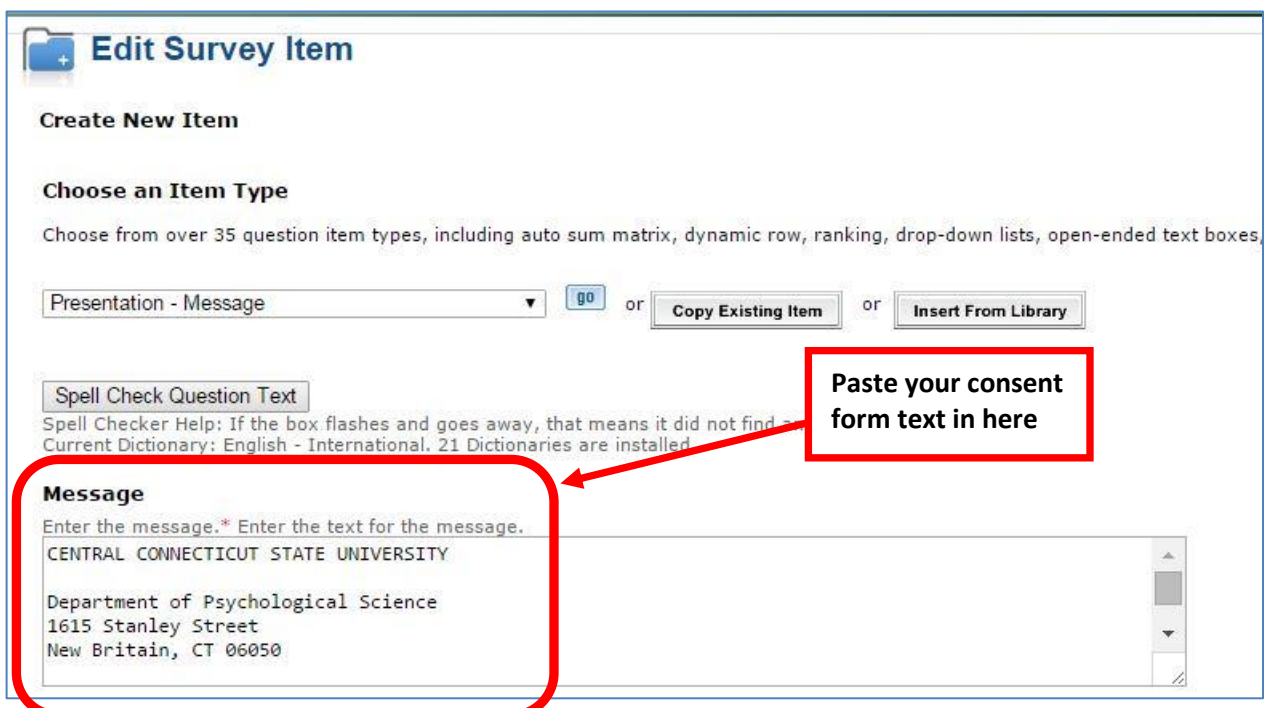 Edit Survey Item
Create New Item
Choose an Item Type
Choose from over 35 question item types, including auto sum matrix, dynamic row, ranking, drop-down lists, open-ended text boxes,
Presentation - Message go or Copy Existing Item or Insert From Library
Spell Check Question Text
Spell Checker Help: If the box flashes and goes away, that means it did not find
Current Dictionary: English - International. 21 Dictionaries are installed
Paste your consent
form text in here
Message
Enter the message.* Enter the text for the message.
CENTRAL CONNECTICUT STATE UNIVERSITY
Department of Psychological Science
1615 Stanley Street
New Britain, CT 06050